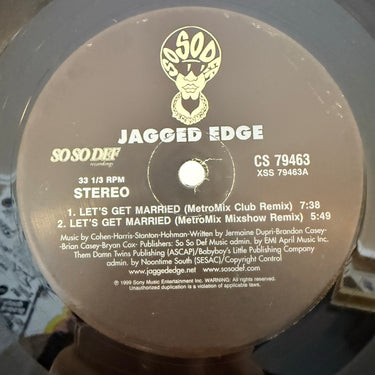 SO SO DEF
JAGGED EDGE
SO SO DEF
recordings
CS 79463
XSS 79463A
33 1/3 RPM
STEREO
1. LET'S GET MARRIED (MetroMix Club Remix) 7:38
2. LET'S GET MARRIED (MetroMix Mixshow Remix) 5:49
Music by Cohen-Harris-Stanton-Hohman-Written by Jermaine Dupri-Brandon Casey-
-Brian Casey-Bryan Cox- Publishers: So So Def Music admin. by EMI April Music Inc.
Them Damn Twins Publishing (ASCAP)/Babyboy's Little Publishing Company
admin. by Noontime South (SESAC)/Copyright Control
www.jaggededge.net www.sosodef.com
℗ 1999 Sony Music Entertainment Inc. WARNING: All Rights Reserved.
Unauthorized duplication is a violation of applicable laws.